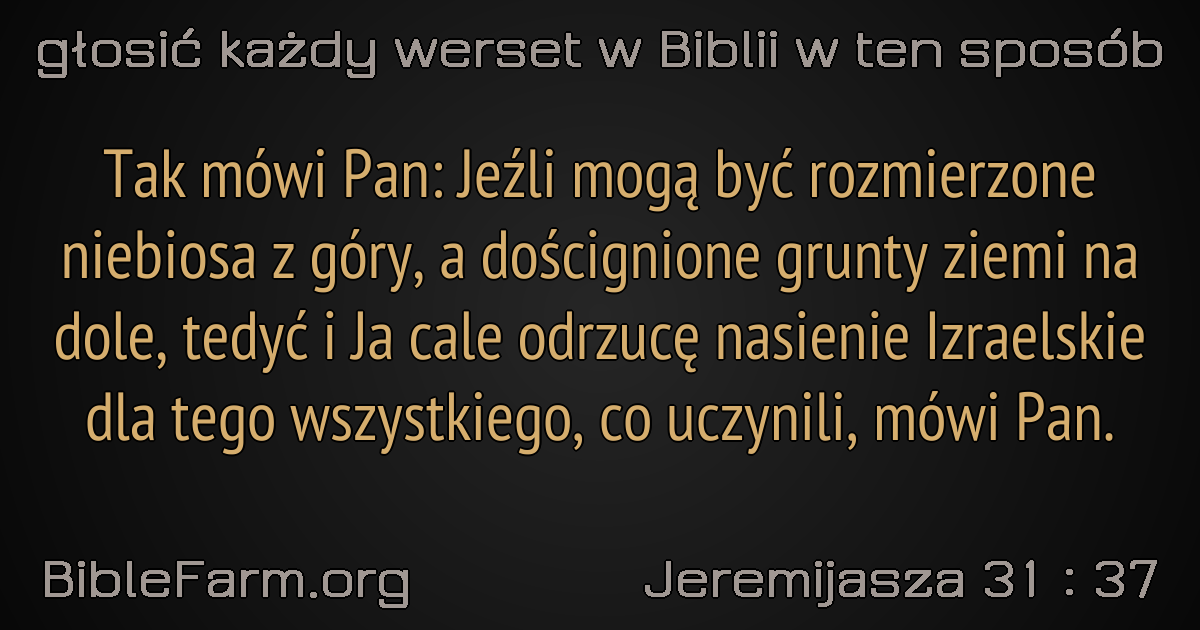 głosić każdy werset w Biblii w ten sposób
Tak mówi Pan: Jeźli mogą być rozmierzone
niebiosa z góry, a doścignione grunty ziemi na
dole, tedyć i Ja cale odrzucę nasienie Izraelskie
dla tego wszystkiego, co uczynili, mówi Pan.
BibleFarm.org
Jeremijasza 31 : 37